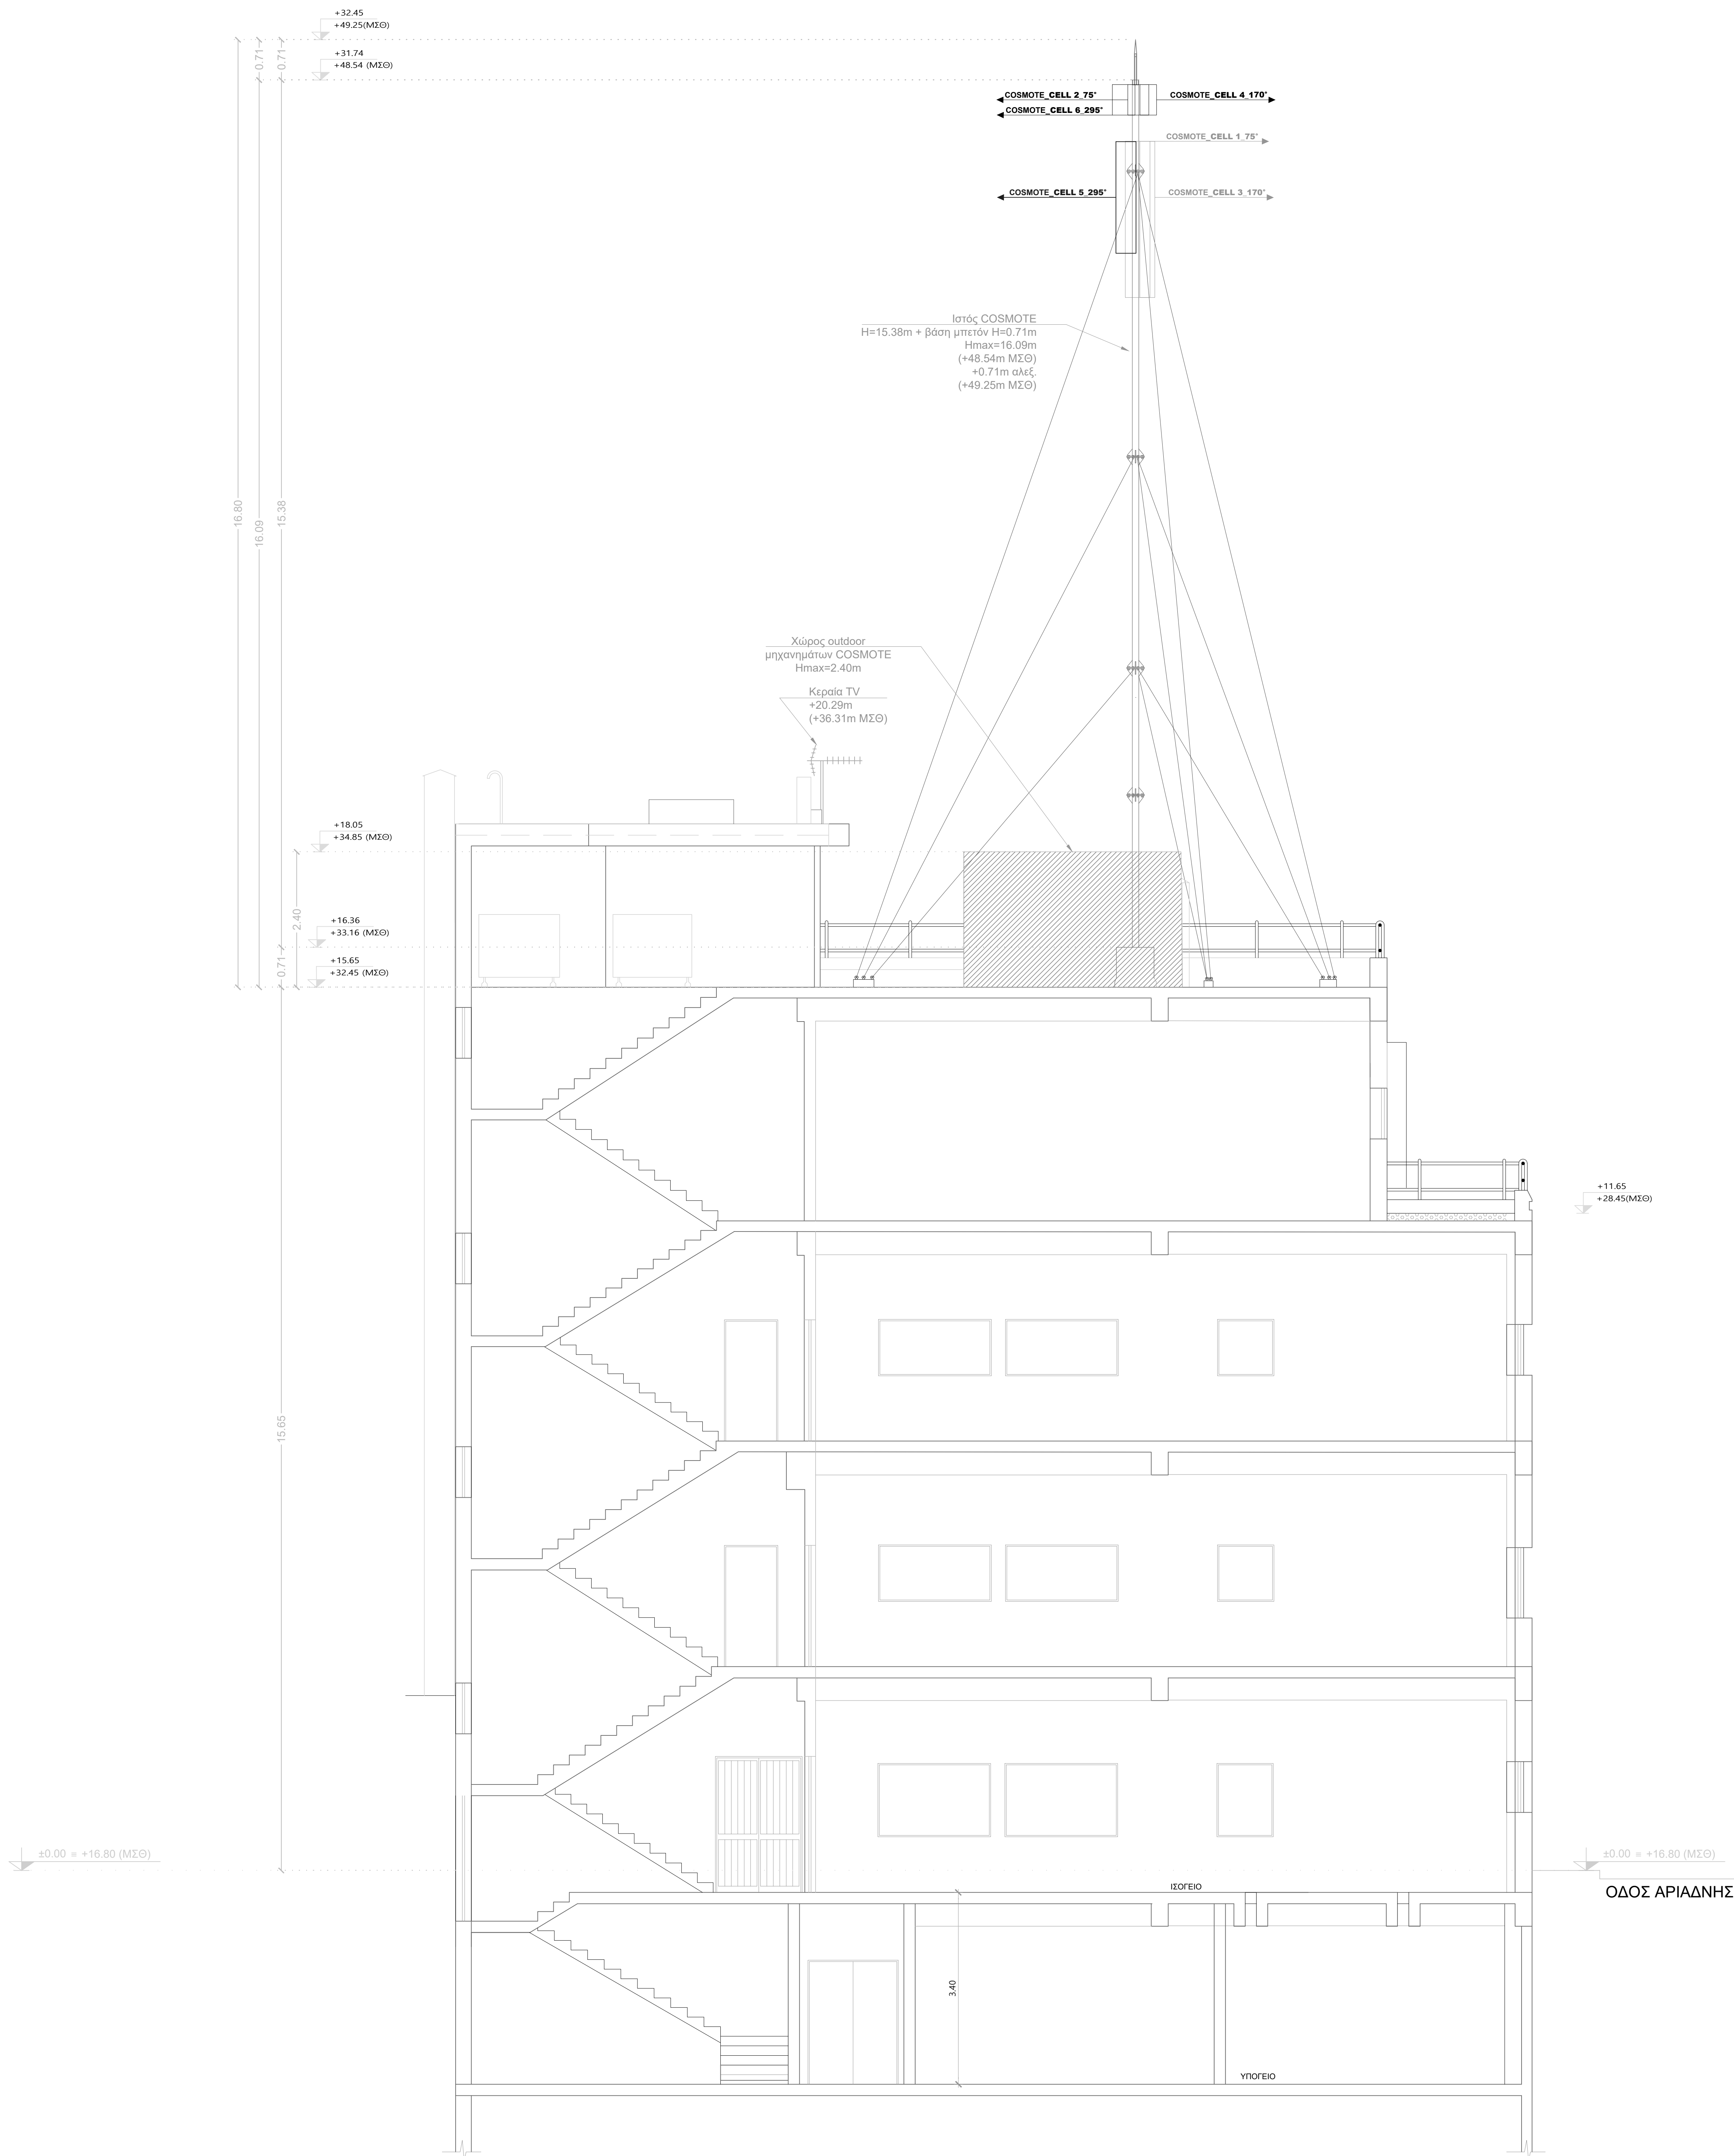 +32.45
+49.25(ΜΣΘ)
0.71
0.71
+31.74
+48.54 (ΜΣΘ)
COSMOTE_CELL 2_75°
COSMOTE_CELL 4_170°
COSMOTE_CELL 6_295°
COSMOTE_CELL 1_75°
COSMOTE_CELL 5_295°
COSMOTE_CELL 3_170°
Ιστός COSMOTE
H=15.38m + βάση μπετόν H=0.71m
Hmax=16.09m
(+48.54m ΜΣΘ)
+0.71m αλεξ.
(+49.25m ΜΣΘ)
16.80
16.09
15.38
Χώρος outdoor
μηχανημάτων COSMOTE
Hmax=2.40m
Κεραία TV
+20.29m
(+36.31m ΜΣΘ)
+18.05
+34.85 (ΜΣΘ)
2.40
+16.36
+33.16 (ΜΣΘ)
0.71
+15.65
+32.45 (ΜΣΘ)
+11.65
+28.45(ΜΣΘ)
15.65
±0.00 ≡ +16.80 (ΜΣΘ)
±0.00 ≡ +16.80 (ΜΣΘ)
ΙΣΟΓΕΙΟ
ΟΔΟΣ ΑΡΙΑΔΝΗΣ
3.40
ΥΠΟΓΕΙΟ